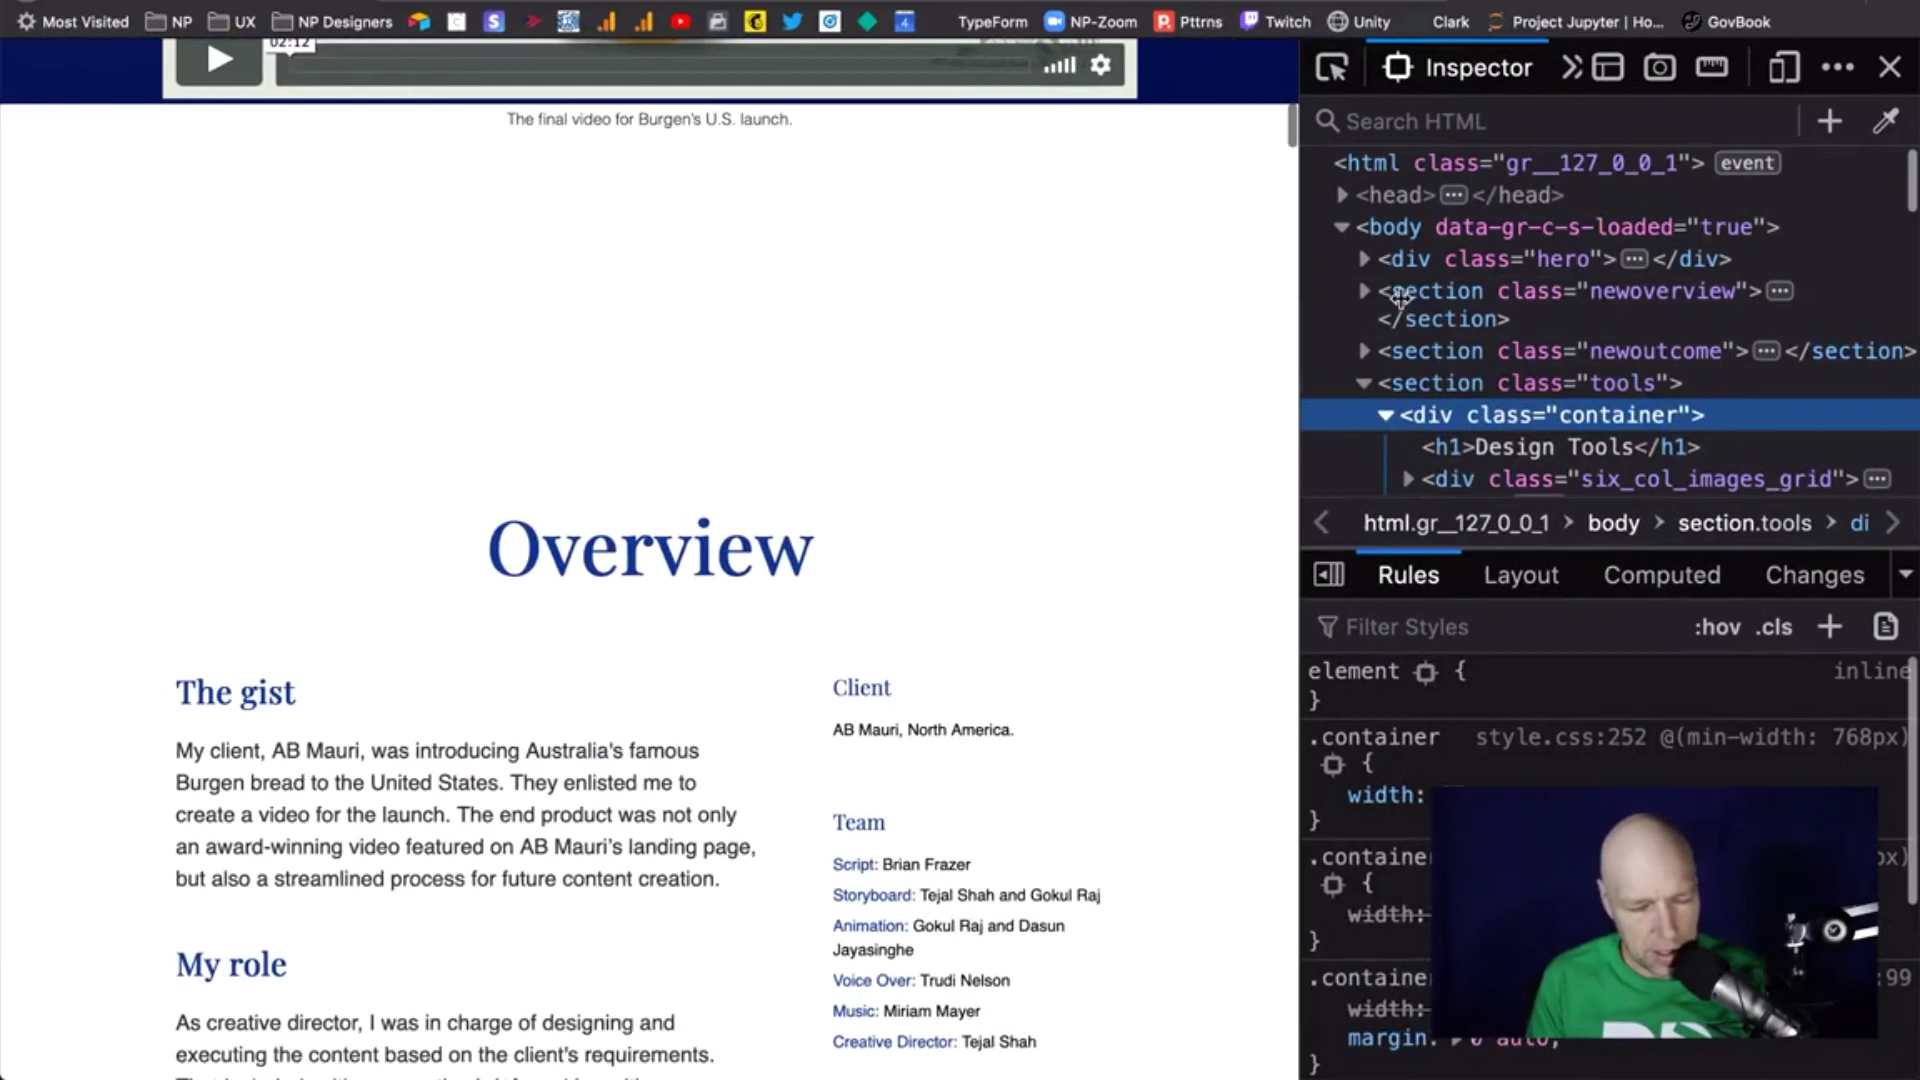 Most Visited NP UX NP Designers TypeForm NP-Zoom Pttrns Twitch Unity Clark Project Jupyter | Ho... GovBook
02:12
The final video for Burgen's U.S. launch.
Overview
The gist
My client, AB Mauri, was introducing Australia's famous
Burgen bread to the United States. They enlisted me to
create a video for the launch. The end product was not only
an award-winning video featured on AB Mauri's landing page,
but also a streamlined process for future content creation.
My role
As creative director, I was in charge of designing and
executing the content based on the client's requirements.
Client
AB Mauri, North America.
Team
Script: Brian Frazer
Storyboard: Tejal Shah and Gokul Raj
Animation: Gokul Raj and Dasun
Jayasinghe
Voice Over: Trudi Nelson
Music: Miriam Mayer
Creative Director: Tejal Shah
Inspector
Search HTML
<html class="gr__127_0_0_1"> event
<head> </head>
<body data-gr-c-s-loaded="true">
<div class="hero"> </div>
<section class="newoverview">
</section>
<section class="newoutcome"> </section>
<section class="tools">
<div class="container">
<h1>Design Tools</h1>
<div class="six_col_images_grid">
html.gr__127_0_0_1 > body > section.tools > di
Rules Layout Computed Changes
Filter Styles :hov .cls +
element { inline
}
.container style.css:252 @(min-width: 768px)
{
width:
}
.container px)
{
width:
}
.container :99
width:
margin: 0 auto;
}